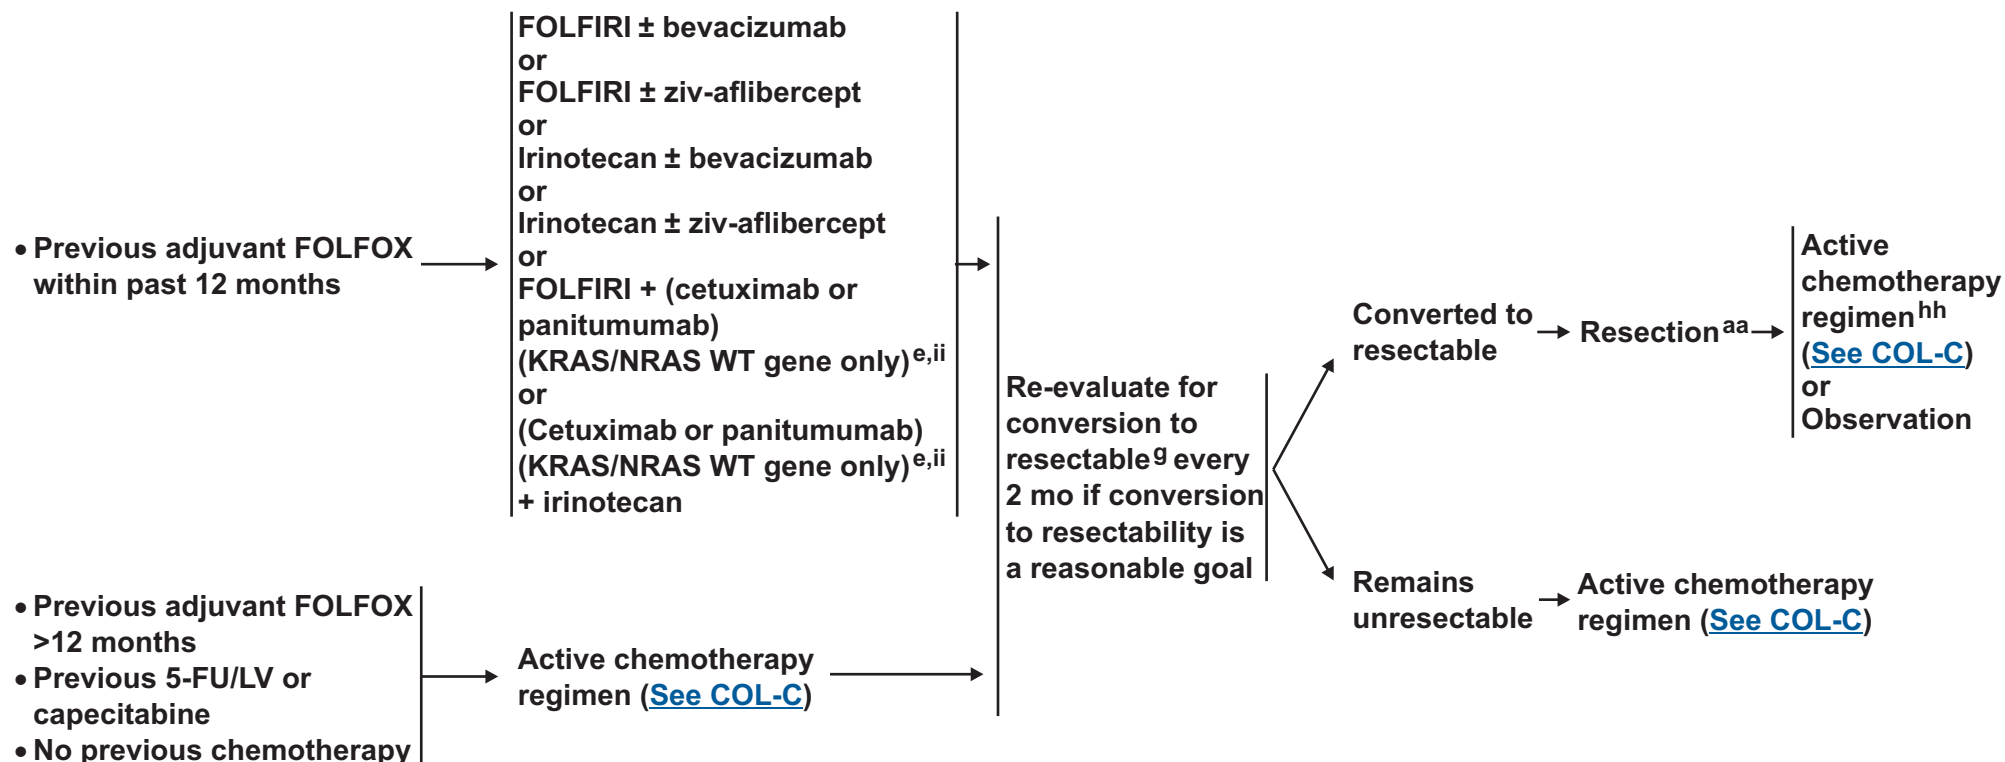 • Previous adjuvant FOLFOX
within past 12 months
FOLFIRI ± bevacizumab
or
FOLFIRI ± ziv-aflibercept
or
Irinotecan ± bevacizumab
or
Irinotecan ± ziv-aflibercept
or
FOLFIRI + (cetuximab or
panitumumab)
(KRAS/NRAS WT gene only)e,ii
or
(Cetuximab or panitumumab)
(KRAS/NRAS WT gene only)e,ii
+ irinotecan
• Previous adjuvant FOLFOX
>12 months
• Previous 5-FU/LV or
capecitabine
• No previous chemotherapy
Active chemotherapy
regimen (See COL-C)
Re-evaluate for
conversion to
resectableg every
2 mo if conversion
to resectability is
a reasonable goal
Converted to
resectable
Resectionaa
Active
chemotherapy
regimenhh
(See COL-C)
or
Observation
Remains
unresectable
Active chemotherapy
regimen (See COL-C)